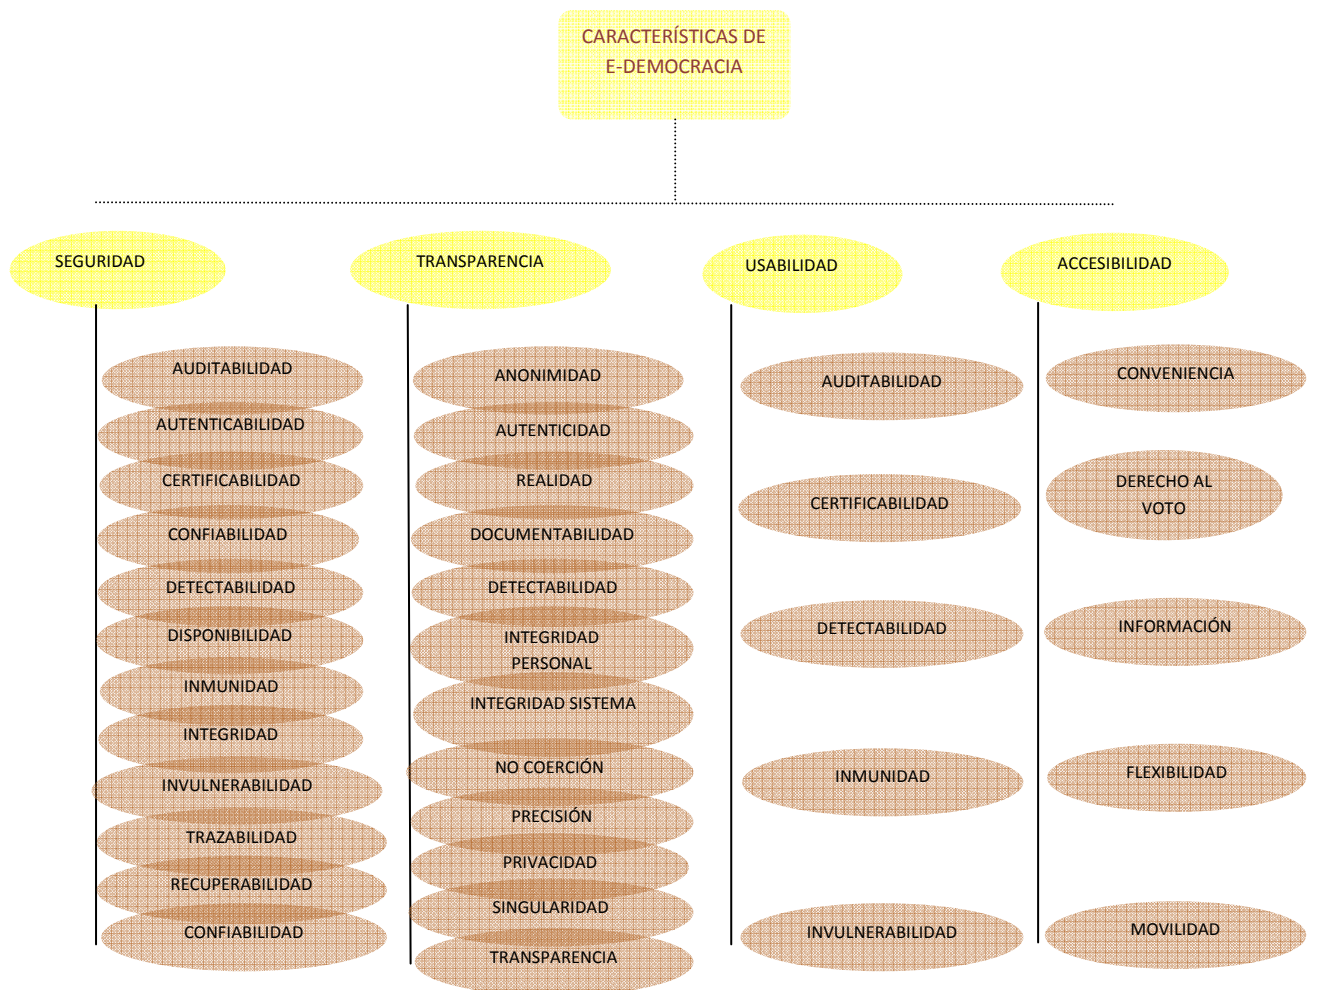 CARACTERÍSTICAS DE
E-DEMOCRACIA
SEGURIDAD
AUDITABILIDAD
AUTENTICABILIDAD
CERTIFICABILIDAD
CONFIABILIDAD
DETECTABILIDAD
DISPONIBILIDAD
INMUNIDAD
INTEGRIDAD
INVULNERABILIDAD
TRAZABILIDAD
RECUPERABILIDAD
CONFIABILIDAD
TRANSPARENCIA
ANONIMIDAD
AUTENTICIDAD
REALIDAD
DOCUMENTABILIDAD
DETECTABILIDAD
INTEGRIDAD
PERSONAL
INTEGRIDAD SISTEMA
NO COERCIÓN
PRECISIÓN
PRIVACIDAD
SINGULARIDAD
TRANSPARENCIA
USABILIDAD
AUDITABILIDAD
CERTIFICABILIDAD
DETECTABILIDAD
INMUNIDAD
INVULNERABILIDAD
ACCESIBILIDAD
CONVENIENCIA
DERECHO AL
VOTO
INFORMACIÓN
FLEXIBILIDAD
MOVILIDAD